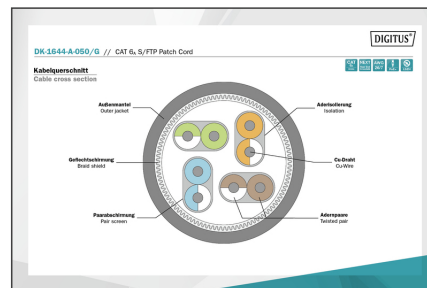 DIGITUS®
DK-1644-A-050/G // CAT 6A S/FTP Patch Cord
Kabelquerschnitt
Cable cross section
Außenmantel
Outer jacket
Aderisolierung
Isolation
Geflechtschirmung
Braid shield
Cu-Draht
Cu-Wire
Paarabschirmung
Pair screen
Adernpaare
Twisted pair